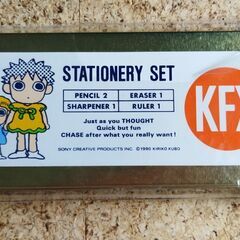 STATIONERY SET
PENCIL 2 ERASER 1
SHARPENER 1 RULER 1
Just as you THOUGHT
Quick but fun
CHASE after what you really want!
SONY CREATIVE PRODUCTS INC. ©1990 KIRIKO KUBO
KFX